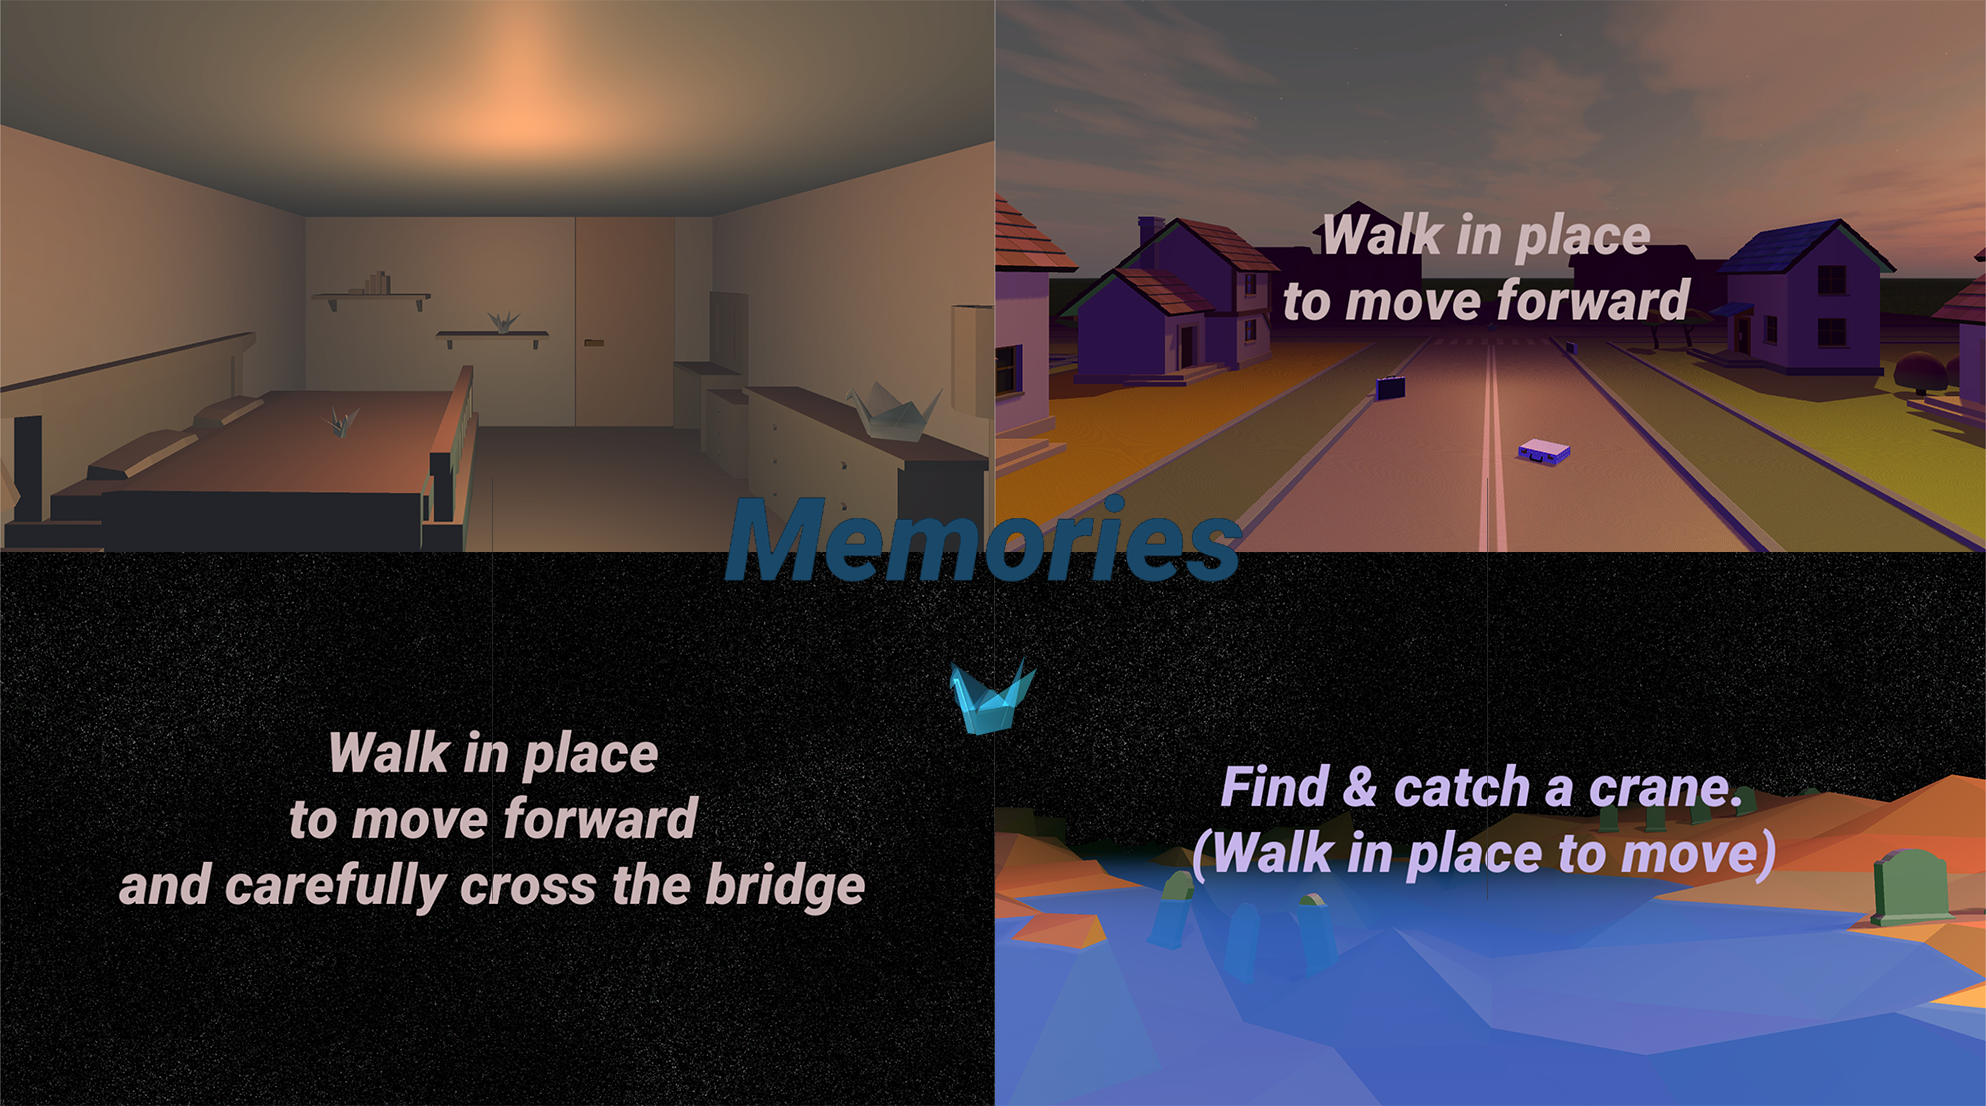 Walk in place
to move forward
Memories
Walk in place
to move forward
and carefully cross the bridge
Find & catch a crane.
(Walk in place to move)